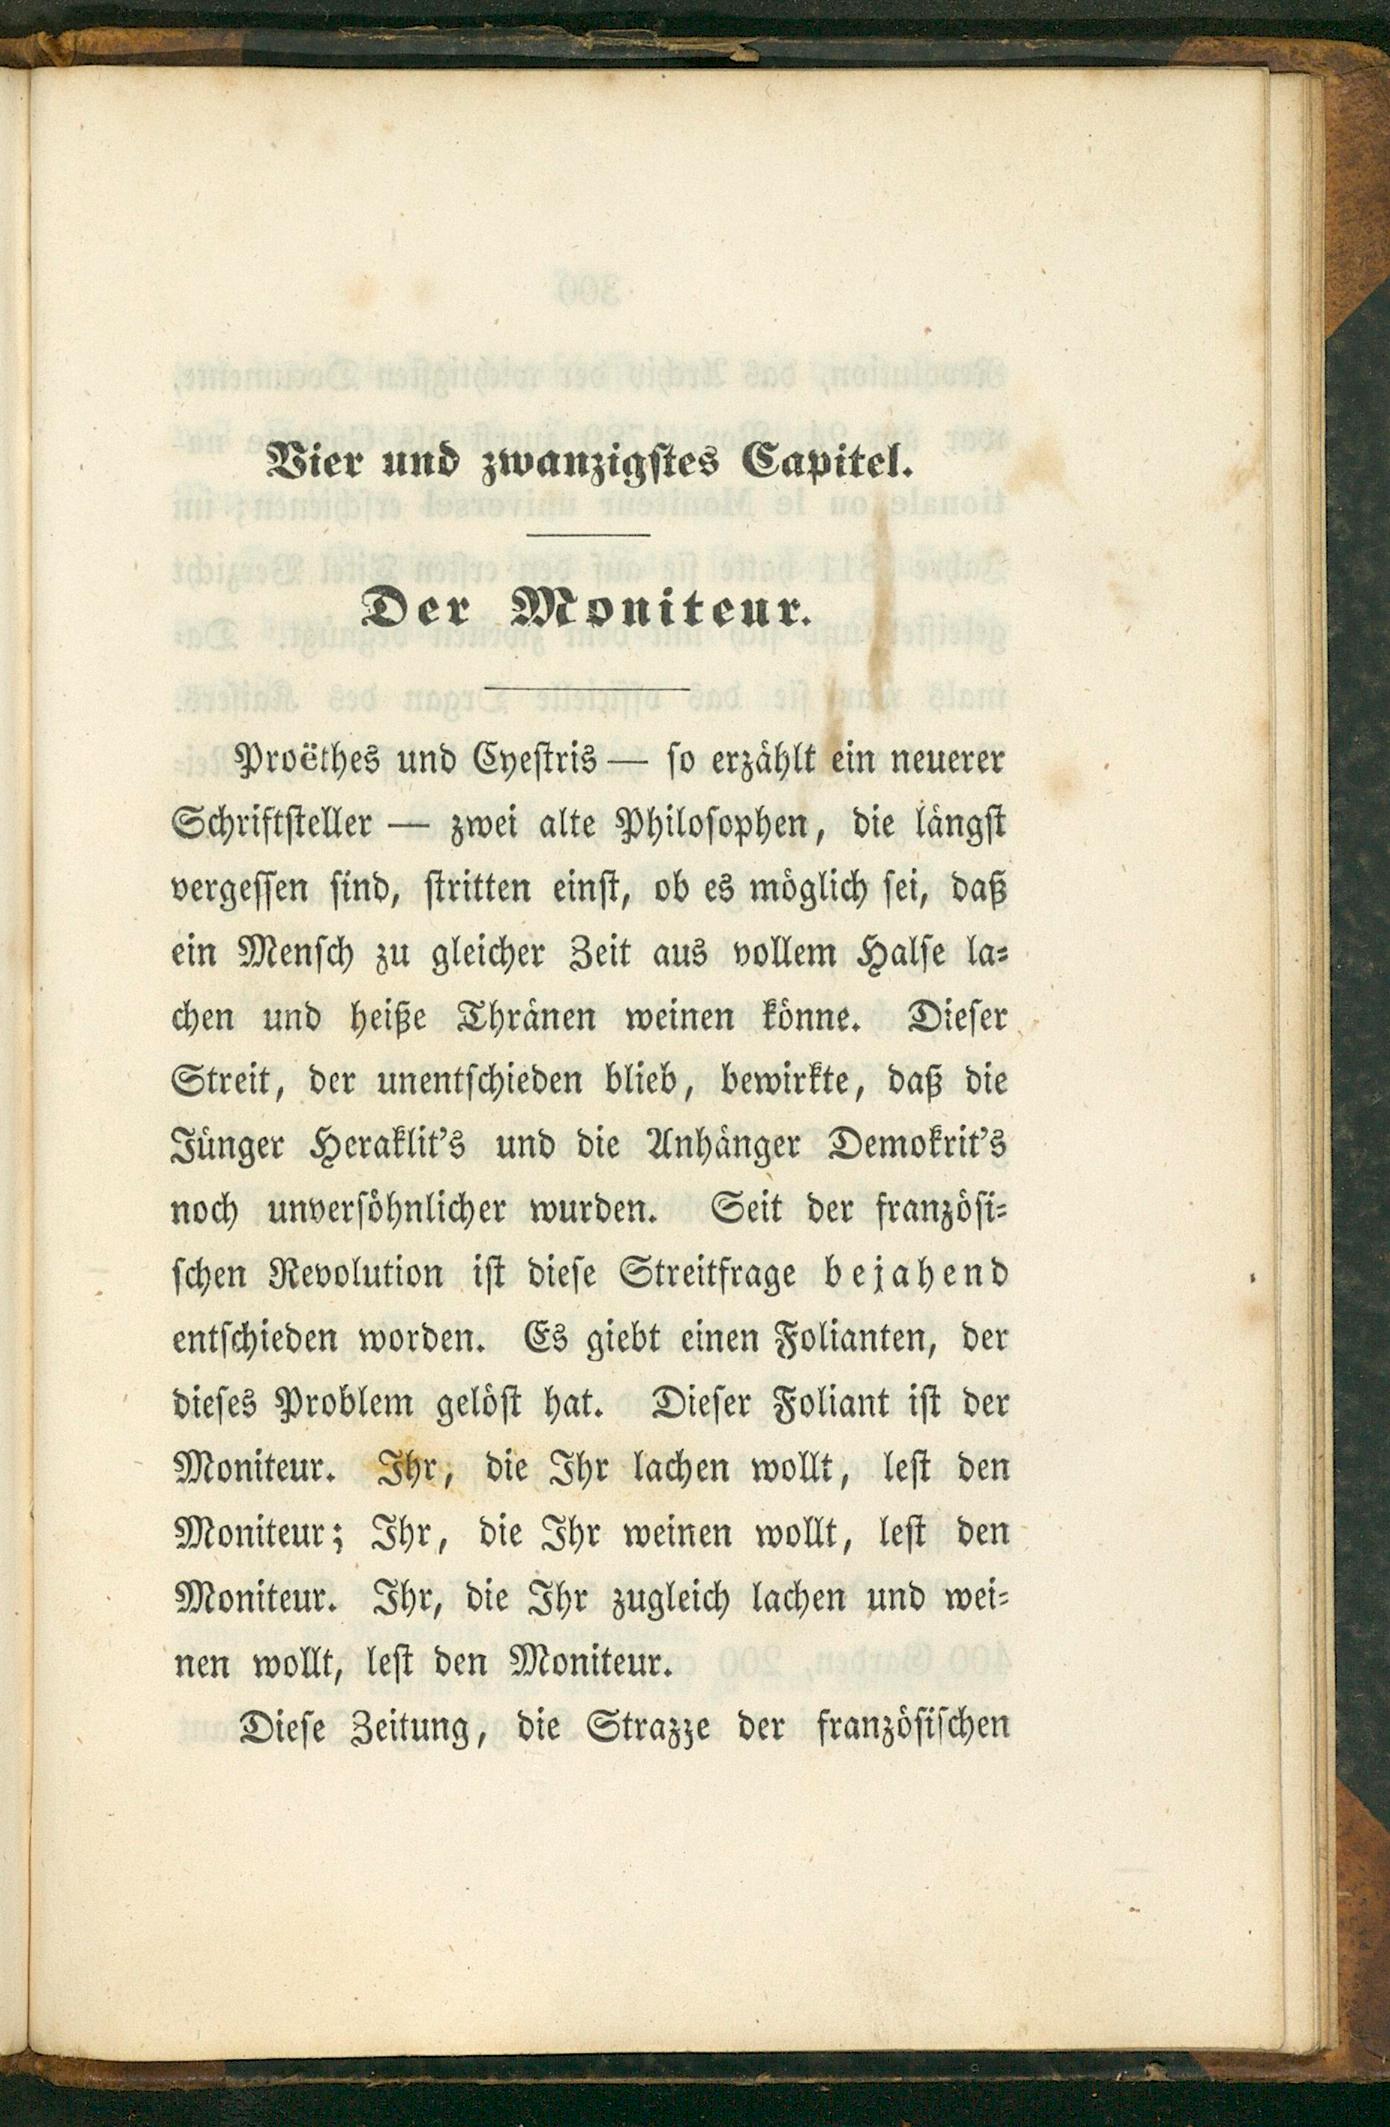 Vier und zwanzigstes Capitel.
Der Moniteur.
Proëthes und Cyestris — so erzählt ein neuerer
Schriftsteller — zwei alte Philosophen, die längst
vergessen sind, stritten einst, ob es möglich sei, daß
ein Mensch zu gleicher Zeit aus vollem Halse la-
chen und heiße Thränen weinen könne. Dieser
Streit, der unentschieden blieb, bewirkte, daß die
Jünger Heraklit's und die Anhänger Demokrit's
noch unversöhnlicher wurden. Seit der französi-
schen Revolution ist diese Streitfrage bejahend
entschieden worden. Es giebt einen Folianten, der
dieses Problem gelöst hat. Dieser Foliant ist der
Moniteur. Ihr, die Ihr lachen wollt, lest den
Moniteur; Ihr, die Ihr weinen wollt, lest den
Moniteur. Ihr, die Ihr zugleich lachen und wei-
nen wollt, lest den Moniteur.
Diese Zeitung, die Strazze der französischen